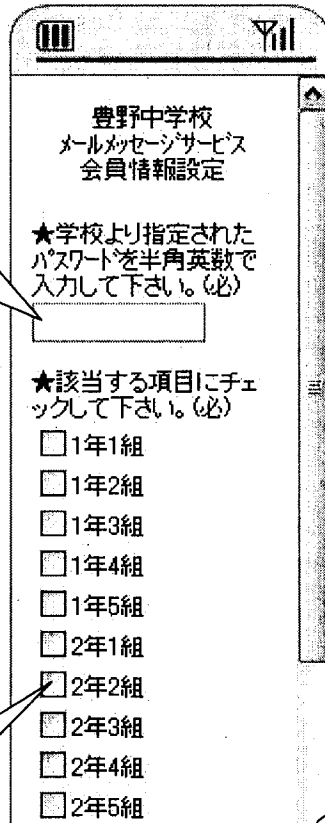 豊野中学校
メールメッセージサービス
会員情報設定
★学校より指定された
パスワードを半角英数で
入力して下さい。(必)
★該当する項目にチェ
ックして下さい。(必)
1年1組
1年2組
1年3組
1年4組
1年5組
2年1組
2年2組
2年3組
2年4組
2年5組